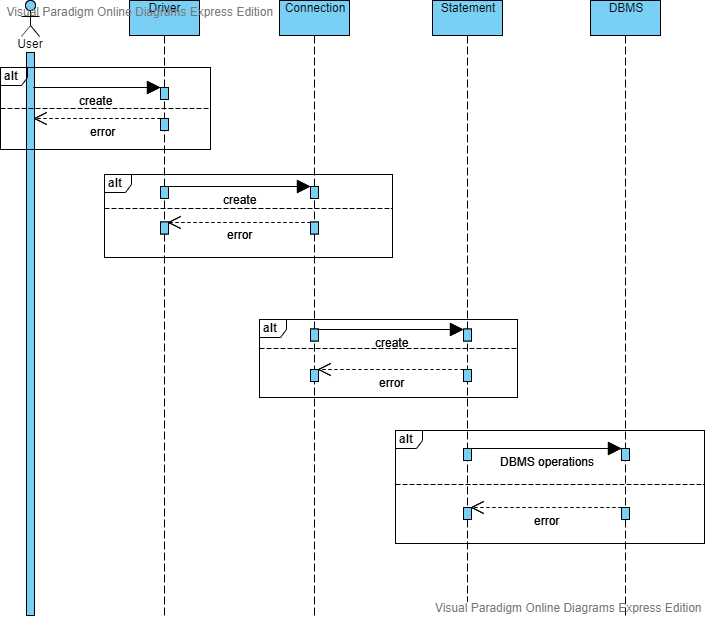 Visual Paradigm Online Diagrams Express Edition
Driver
Connection
Statement
DBMS
User
alt
create
error
alt
create
error
alt
create
error
alt
DBMS operations
error
Visual Paradigm Online Diagrams Express Edition